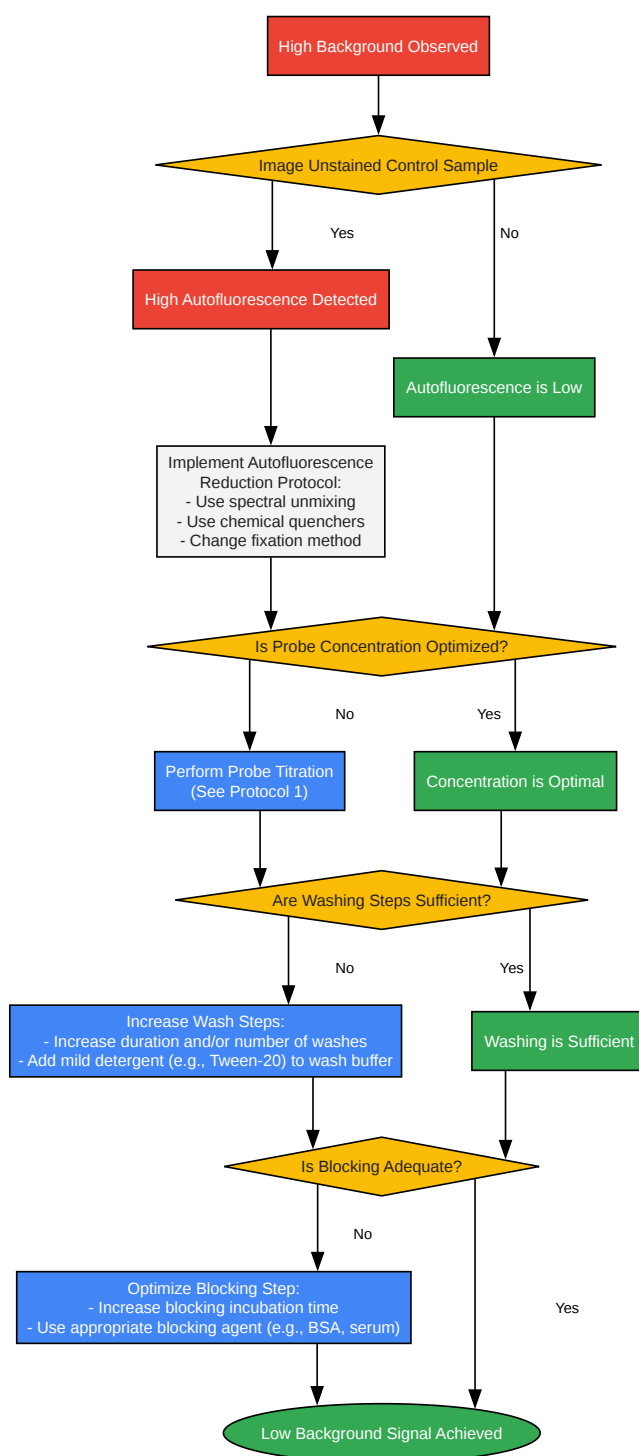 High Background Observed
Image Unstained Control Sample
Yes
No
High Autofluorescence Detected
Autofluorescence is Low
Implement Autofluorescence
Reduction Protocol:
- Use spectral unmixing
- Use chemical quenchers
- Change fixation method
Is Probe Concentration Optimized?
No
Yes
Perform Probe Titration
(See Protocol 1)
Concentration is Optimal
Are Washing Steps Sufficient?
No
Yes
Increase Wash Steps:
- Increase duration and/or number of washes
- Add mild detergent (e.g., Tween-20) to wash buffer
Washing is Sufficient
Is Blocking Adequate?
No
Optimize Blocking Step:
- Increase blocking incubation time
- Use appropriate blocking agent (e.g., BSA, serum)
Yes
Low Background Signal Achieved